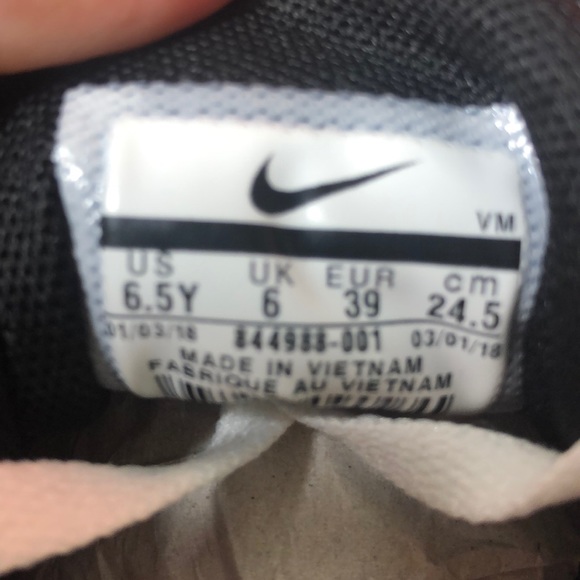 VM
US UK EUR cm
6.5Y 6 39 24.5
01/03/18 844988-001 03/01/18
MADE IN VIETNAM
FABRIQUE AU VIETNAM